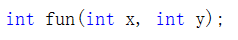 int fun(int x, int y);